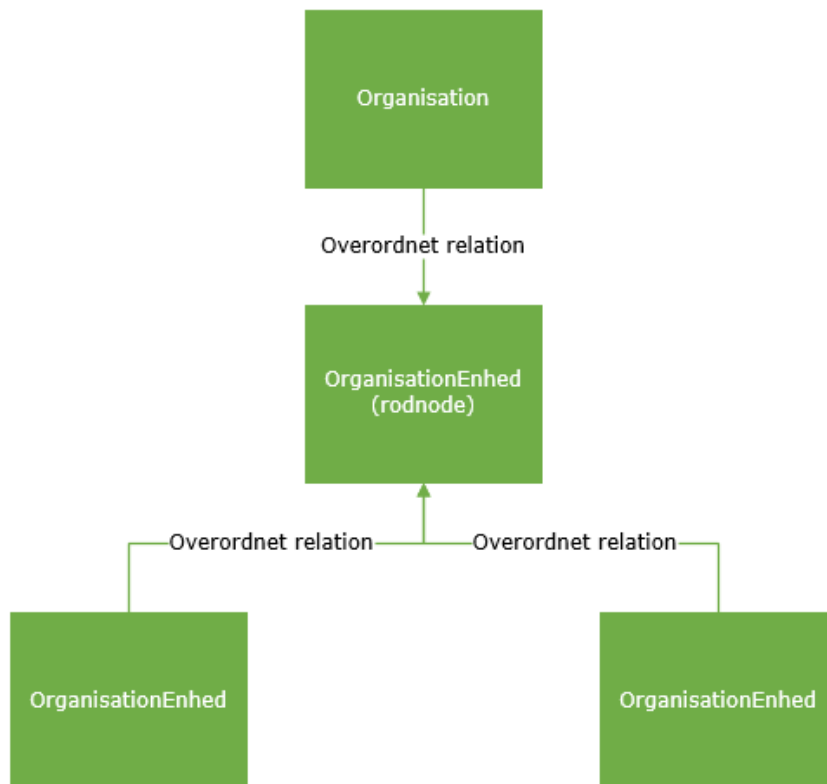 Organisation
Overordnet relation
OrganisationEnhed
(rodnode)
Overordnet relation
Overordnet relation
OrganisationEnhed
OrganisationEnhed